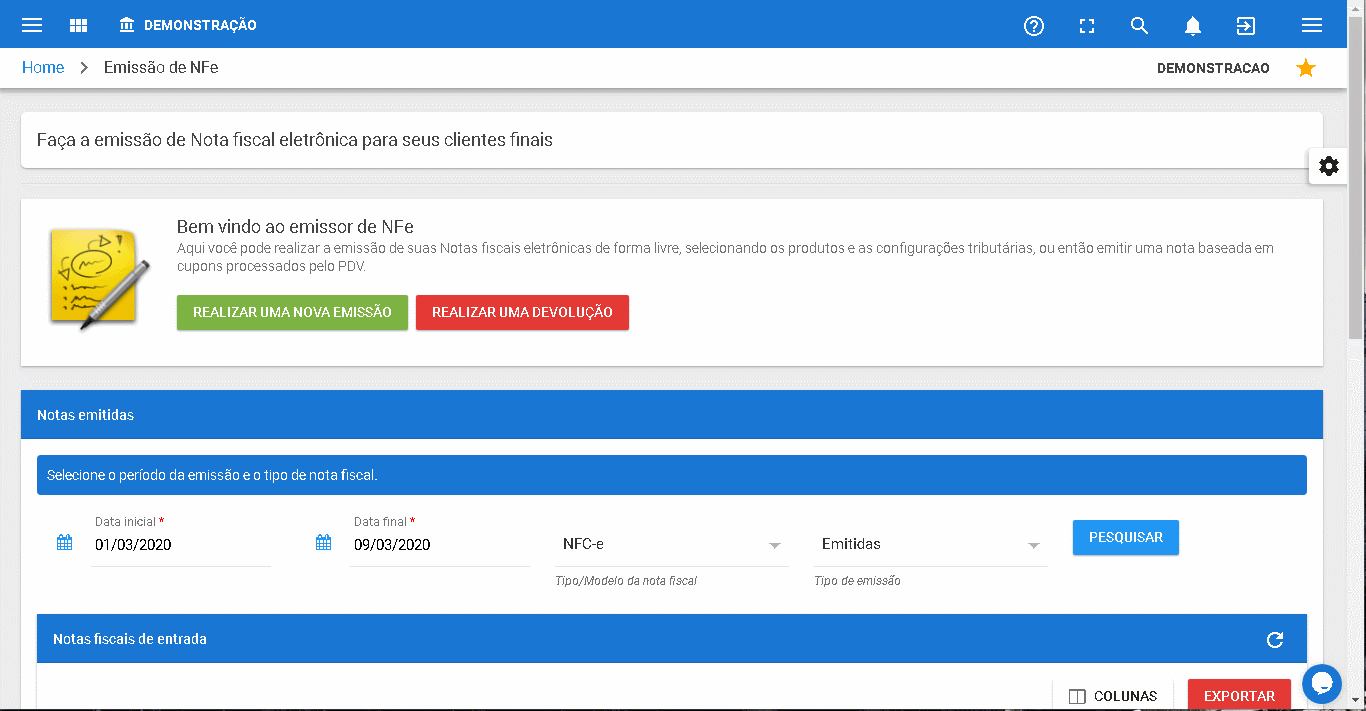 DEMONSTRAÇÃO
Home > Emissão de NFe
DEMONSTRACAO
Faça a emissão de Nota fiscal eletrônica para seus clientes finais
Bem vindo ao emissor de NFe
Aqui você pode realizar a emissão de suas Notas fiscais eletrônicas de forma livre, selecionando os produtos e as configurações tributárias, ou então emitir uma nota baseada em
cupons processados pelo PDV.
REALIZAR UMA NOVA EMISSÃO
REALIZAR UMA DEVOLUÇÃO
Notas emitidas
Selecione o período da emissão e o tipo de nota fiscal.
Data inicial *
01/03/2020
Data final *
09/03/2020
NFC-e
Tipo/Modelo da nota fiscal
Emitidas
Tipo de emissão
PESQUISAR
Notas fiscais de entrada
COLUNAS
EXPORTAR